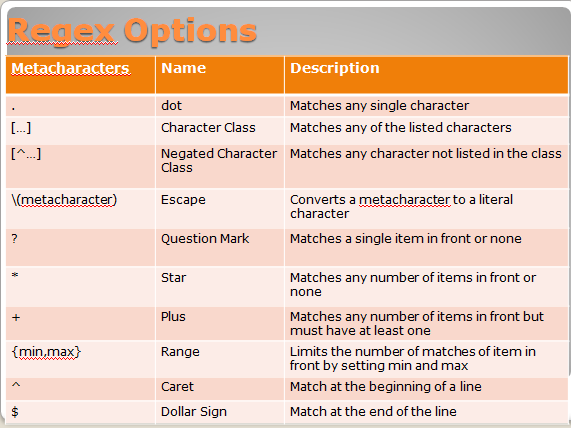 Regex Options
Metacharacters Name Description
. dot Matches any single character
[…] Character Class Matches any of the listed characters
[^…] Negated Character Matches any character not listed in the class
Class
\(metacharacter) Escape Converts a metacharacter to a literal
character
? Question Mark Matches a single item in front or none
* Star Matches any number of items in front or
none
+ Plus Matches any number of items in front but
must have at least one
{min,max} Range Limits the number of matches of item in
front by setting min and max
^ Caret Match at the beginning of a line
$ Dollar Sign Match at the end of the line